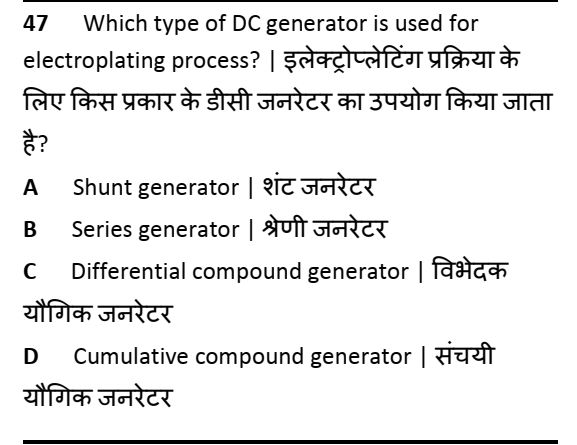 47 Which type of DC generator is used for
electroplating process? | इलेक्ट्रोप्लेटिंग प्रक्रिया के
लिए किस प्रकार के डीसी जनरेटर का उपयोग किया जाता
है?
A Shunt generator | शंट जनरेटर
B Series generator | श्रेणी जनरेटर
C Differential compound generator | विभेदक
यौगिक जनरेटर
D Cumulative compound generator | संचयी
यौगिक जनरेटर